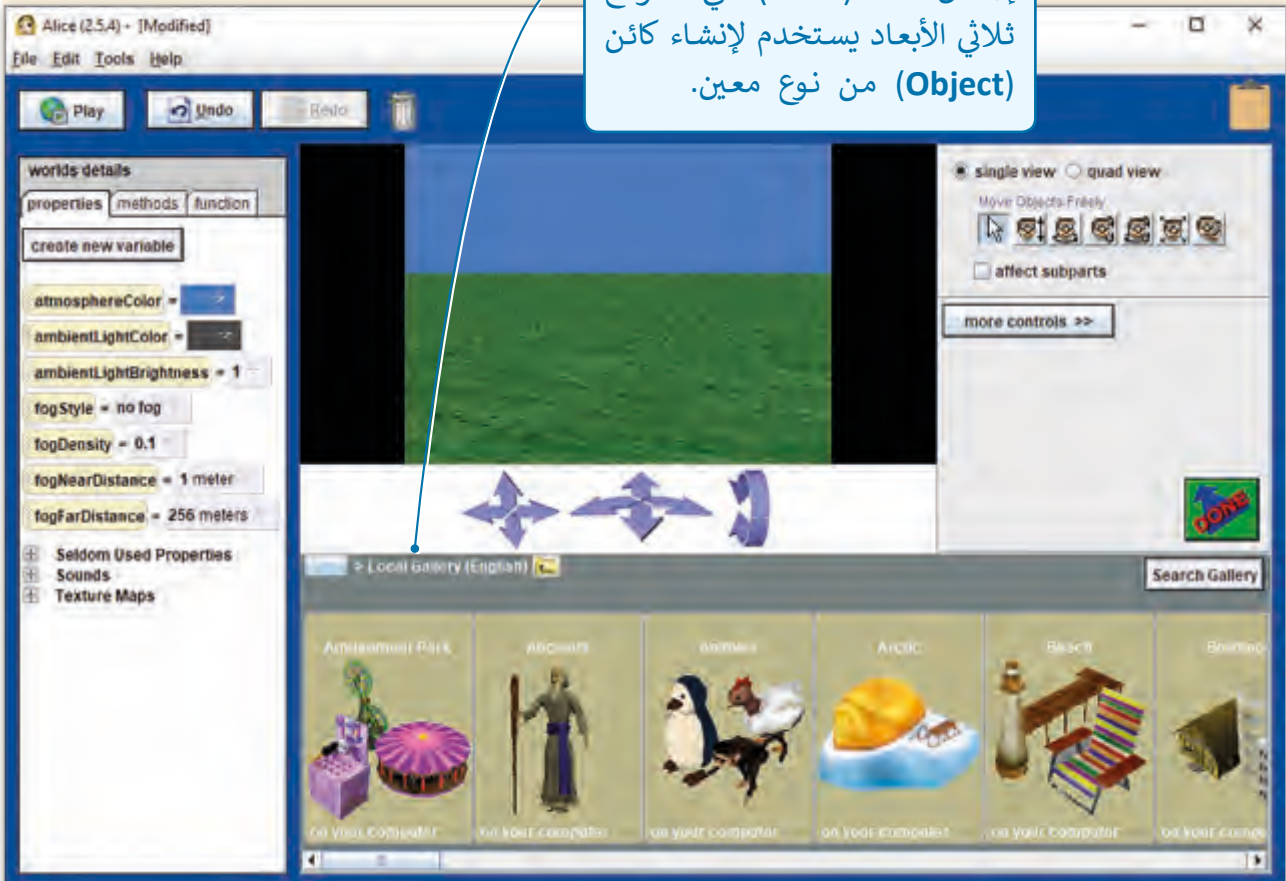 ثلاثي الأبعاد يستخدم لإنشاء كائن
(Object) من نوع معين.
Alice (2.5.4) - [Modified]
File Edit Tools Help
Play
Undo
Redo
worlds details
properties methods function
create new variable
atmosphereColor =
ambientLightColor =
ambientLightBrightness = 1
fogStyle = no fog
fogDensity = 0.1
fogNearDistance = 1 meter
fogFarDistance = 256 meters
Seldom Used Properties
Sounds
Texture Maps
single view quad view
Move Objects Freely
affect subparts
more controls >>
DONE
> Local Gallery (English)
Search Gallery
Amusement Park
Animals
Arctic
Beach
on your computer
on your computer
on your computer
on your computer
on your computer
on your compu